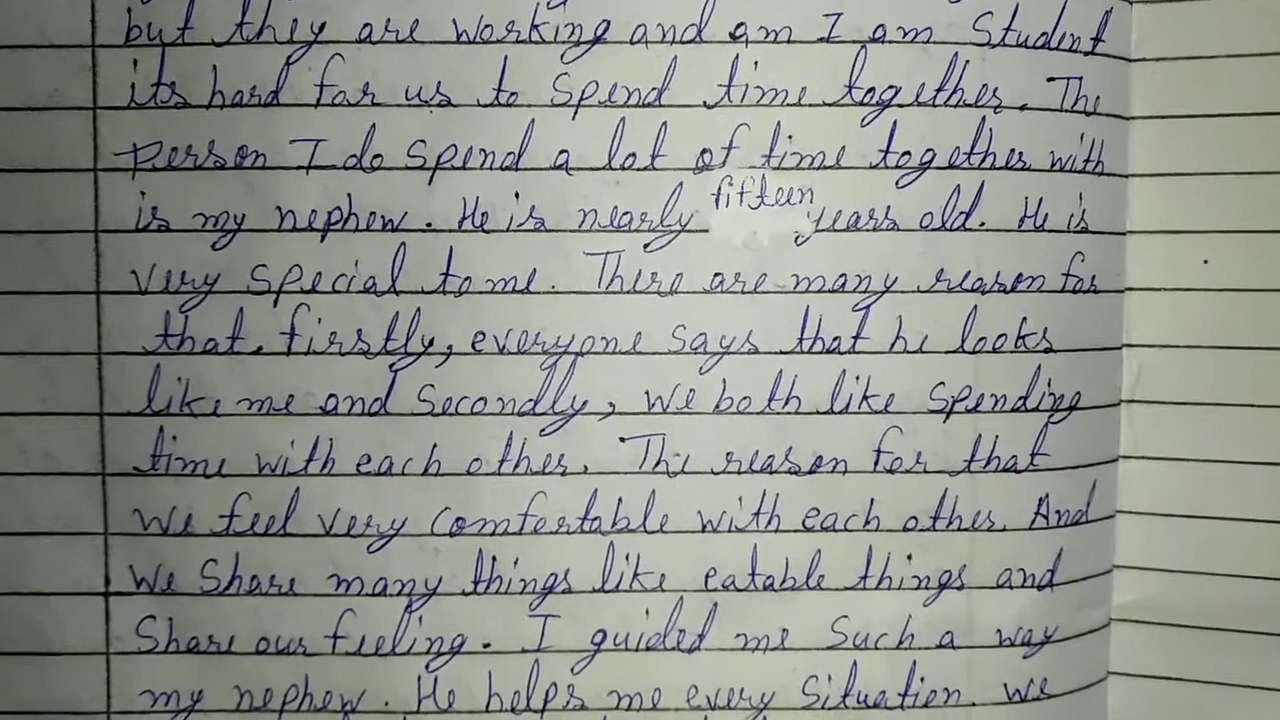 but they are working and am I am Student
its hard for us to spend time together. The
person I do spend a lot of time together with
is my nephew. He is nearly fifteen years old. He is
very special to me. There are many reason for
that. firstly, everyone says that he looks
like me and Secondly, we both like spending
time with each other. The reason for that
we feel very comfortable with each other. And
we Share many things like eatable things and
Share our feeling. I guided me Such a way
my nephew. He helps me every Situation. we